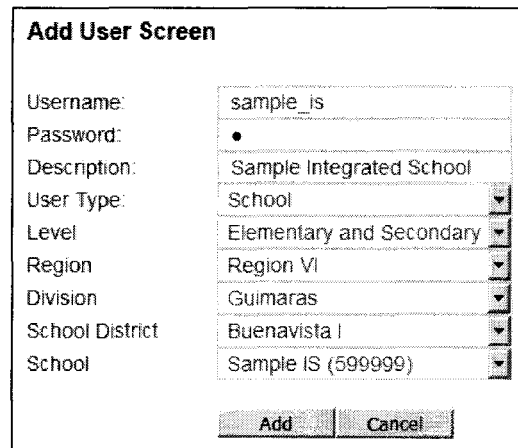 Add User Screen
Username: sample_is
Password: ●
Description: Sample Integrated School
User Type: School
Level Elementary and Secondary
Region Region VI
Division Guimaras
School District Buenavista I
School Sample IS (599999)
Add Cancel